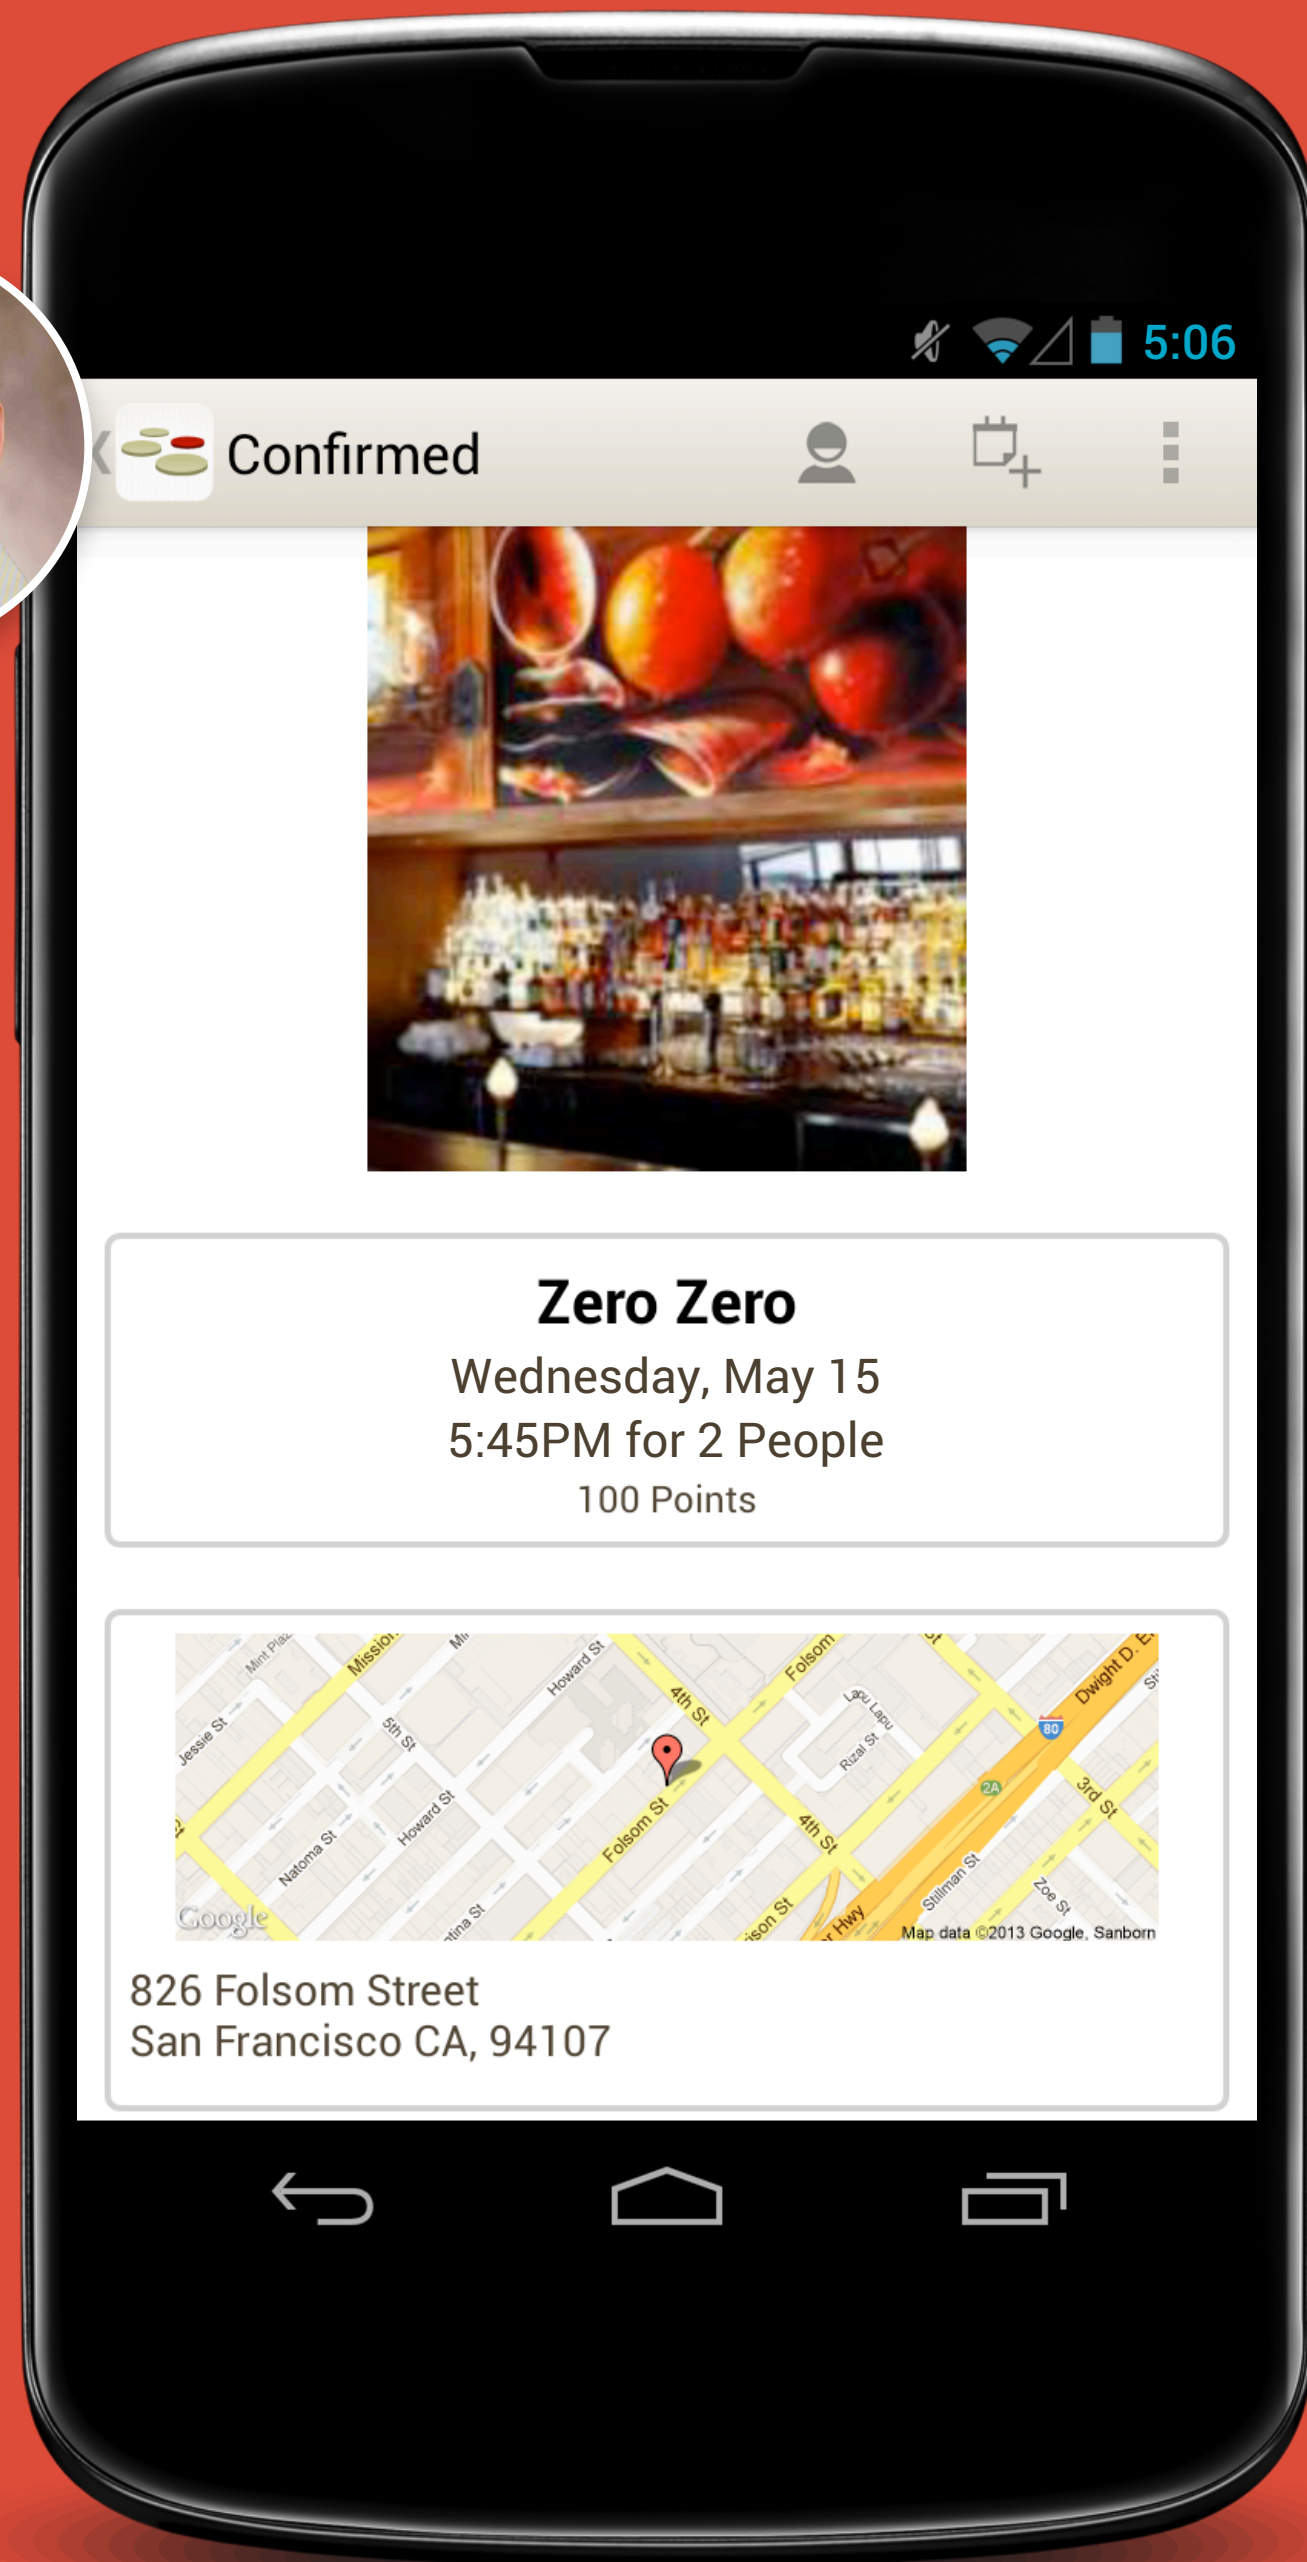 5:06
Confirmed
Zero Zero
Wednesday, May 15
5:45PM for 2 People
100 Points
Mission
Howard St
4th St
Folsom
Lapu Lapu
Rizal St
Dwight D.
80
2A
3rd St
Jessie St
5th St
Howard St
Natoma St
Folsom St
4th St
Stillman St
Zoe St
Hwy
Google
Map data ©2013 Google, Sanborn
826 Folsom Street
San Francisco CA, 94107